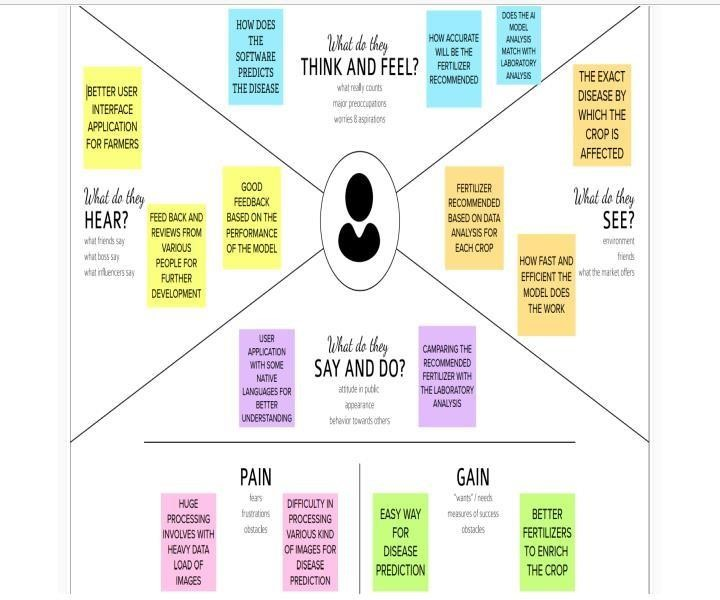 HOW DOES
THE
SOFTWARE
PREDICTS
THE DISEASE
What do they
THINK AND FEEL?
what really counts
major preoccupations
worries & aspirations
HOW ACCURATE
WILL BE THE
FERTILIZER
RECOMMENDED
DOES THE AI
MODEL
ANALYSIS
MATCH WITH
LABORATORY
ANALYSIS
BETTER USER
INTERFACE
APPLICATION
FOR FARMERS
What do they
HEAR?
what friends say
what boss say
what influencers say
FEED BACK AND
REVIEWS FROM
VARIOUS
PEOPLE FOR
FURTHER
DEVELOPMENT
GOOD
FEEDBACK
BASED ON THE
PERFORMANCE
OF THE MODEL
FERTILIZER
RECOMMENDED
BASED ON DATA
ANALYSIS FOR
EACH CROP
THE EXACT
DISEASE BY
WHICH THE
CROP IS
AFFECTED
What do they
SEE?
environment
friends
what the market offers
HOW FAST AND
EFFICIENT THE
MODEL DOES
THE WORK
USER
APPLICATION
WITH SOME
NATIVE
LANGUAGES FOR
BETTER
UNDERSTANDING
What do they
SAY AND DO?
attitude in public
appearance
behavior towards others
CAMPARING THE
RECOMMENDED
FERTILIZER WITH
THE LABORATORY
ANALYSIS
PAIN
fears
frustrations
obstacles
HUGE
PROCESSING
INVOLVES WITH
HEAVY DATA
LOAD OF
IMAGES
DIFFICULTY IN
PROCESSING
VARIOUS KIND
OF IMAGES FOR
DISEASE
PREDICTION
GAIN
"wants" / needs
measures of success
obstacles
EASY WAY
FOR
DISEASE
PREDICTION
BETTER
FERTILIZERS
TO ENRICH
THE CROP